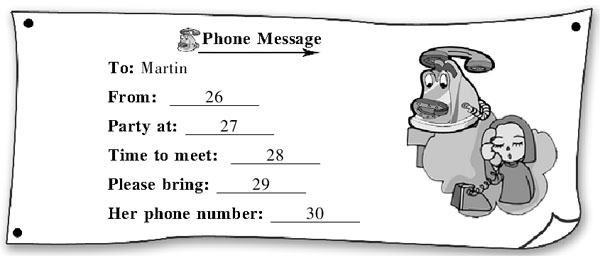 Phone Message
To: Martin
From: 26
Party at: 27
Time to meet: 28
Please bring: 29
Her phone number: 30